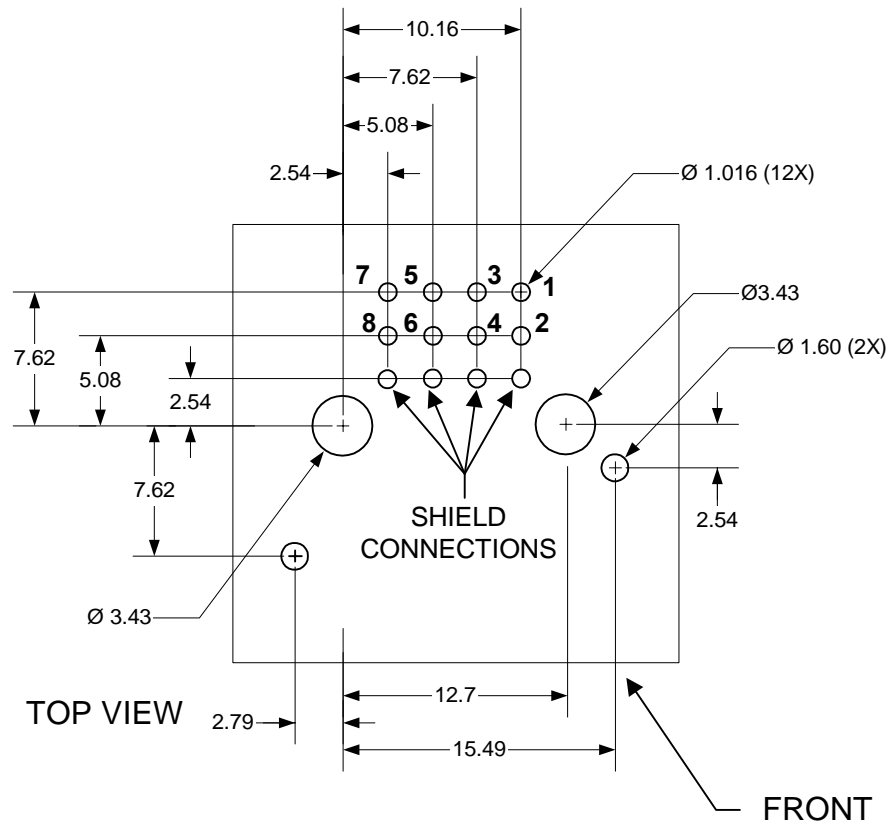 10.16
7.62
5.08
2.54
Ø 1.016 (12X)
7 5 3 1
Ø3.43
8 6 4 2
Ø 1.60 (2X)
7.62
5.08
2.54
7.62
2.54
SHIELD
CONNECTIONS
Ø 3.43
12.7
TOP VIEW
2.79
15.49
FRONT